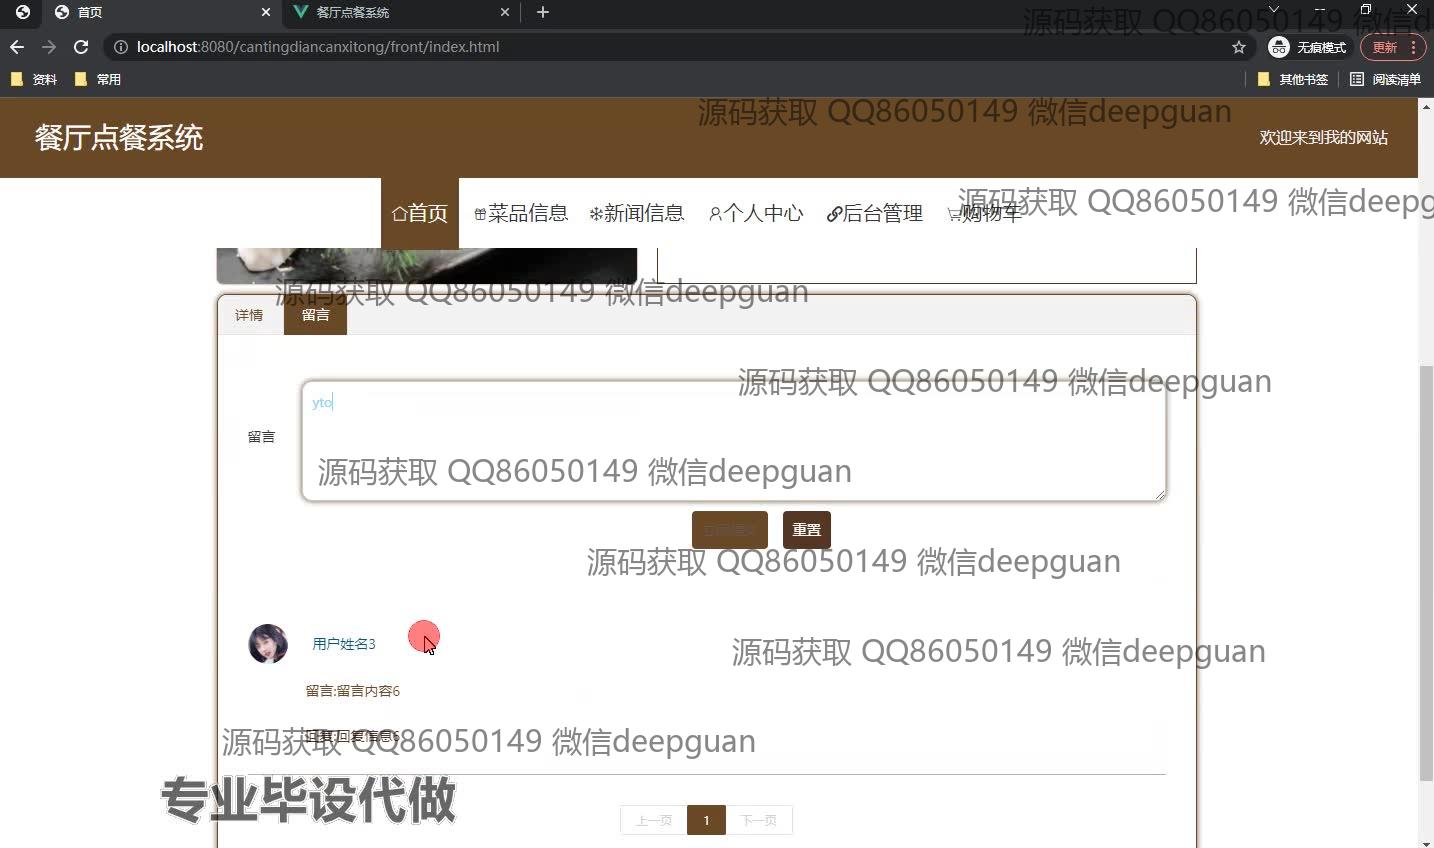 首页
餐厅点餐系统
localhost:8080/cantingdiancanxitong/front/index.html
无痕模式
更新
资料
常用
其他书签
阅读清单
源码获取 QQ86050149 微信d
源码获取 QQ86050149 微信deepguan
餐厅点餐系统
欢迎来到我的网站
首页
菜品信息
新闻信息
个人中心
后台管理
购物车
源码获取 QQ86050149 微信deepg
源码获取 QQ86050149 微信deepguan
详情
留言
源码获取 QQ86050149 微信deepguan
yto
留言
源码获取 QQ86050149 微信deepguan
重置
源码获取 QQ86050149 微信deepguan
用户姓名3
源码获取 QQ86050149 微信deepguan
留言:留言内容6
回复:回复信息6
源码获取 QQ86050149 微信deepguan
专业毕设代做
上一页
1
下一页